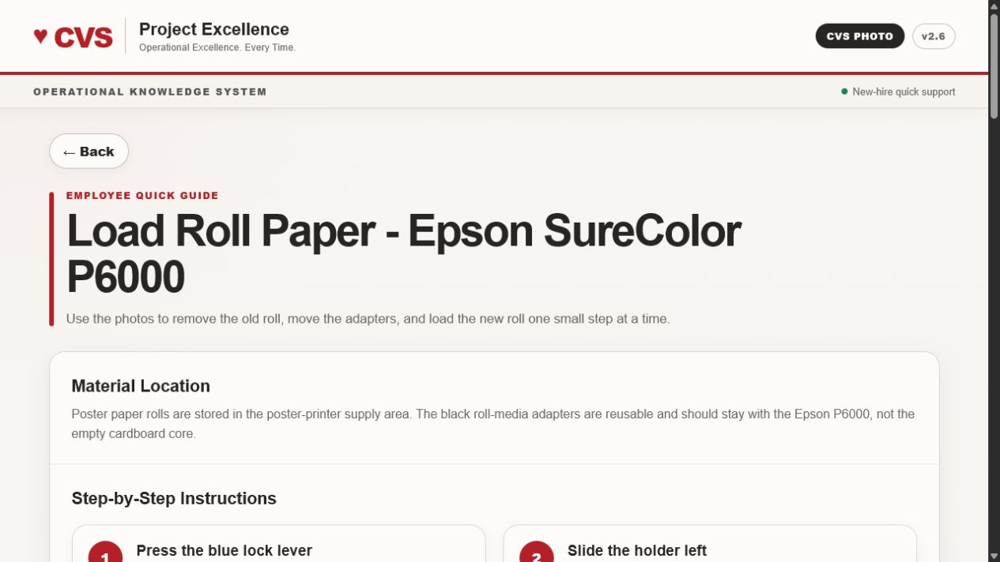 ♥ CVS
Project Excellence
Operational Excellence. Every Time.
CVS PHOTO
v2.6
OPERATIONAL KNOWLEDGE SYSTEM
New-hire quick support
← Back
EMPLOYEE QUICK GUIDE
Load Roll Paper - Epson SureColor
P6000
Use the photos to remove the old roll, move the adapters, and load the new roll one small step at a time.
Material Location
Poster paper rolls are stored in the poster-printer supply area. The black roll-media adapters are reusable and should stay with the Epson P6000, not the
empty cardboard core.
Step-by-Step Instructions
1
Press the blue lock lever
2
Slide the holder left